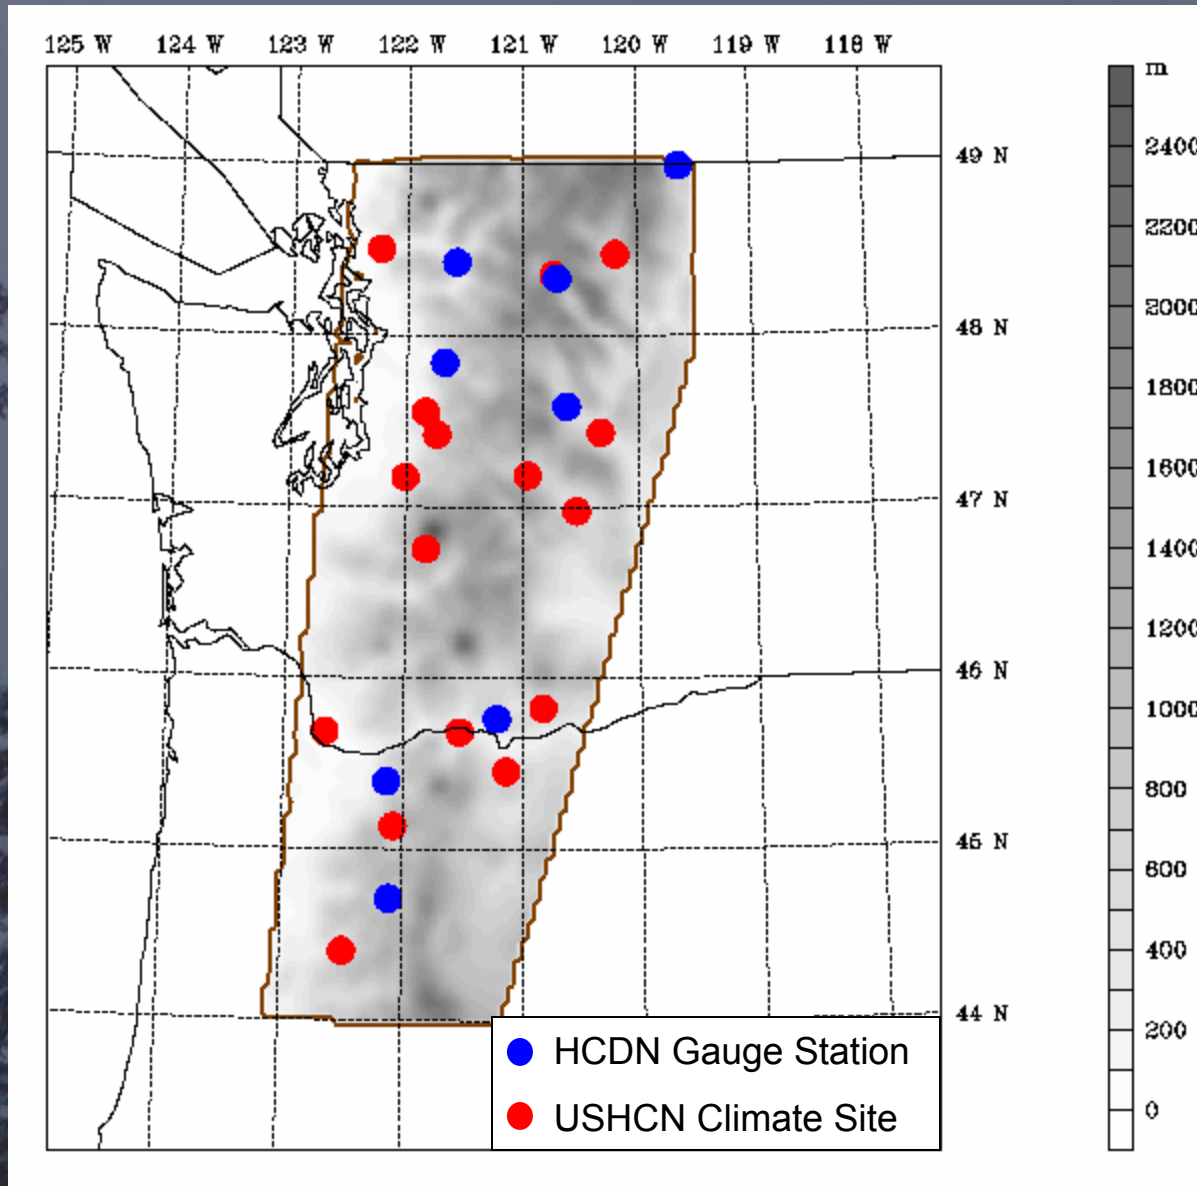 125 W 124 W 123 W 122 W 121 W 120 W 119 W 118 W
m
2400
49 N
2200
48 N
2000
1800
1600
47 N
1400
1200
46 N
1000
800
45 N
600
400
44 N
200
0
HCDN Gauge Station
USHCN Climate Site